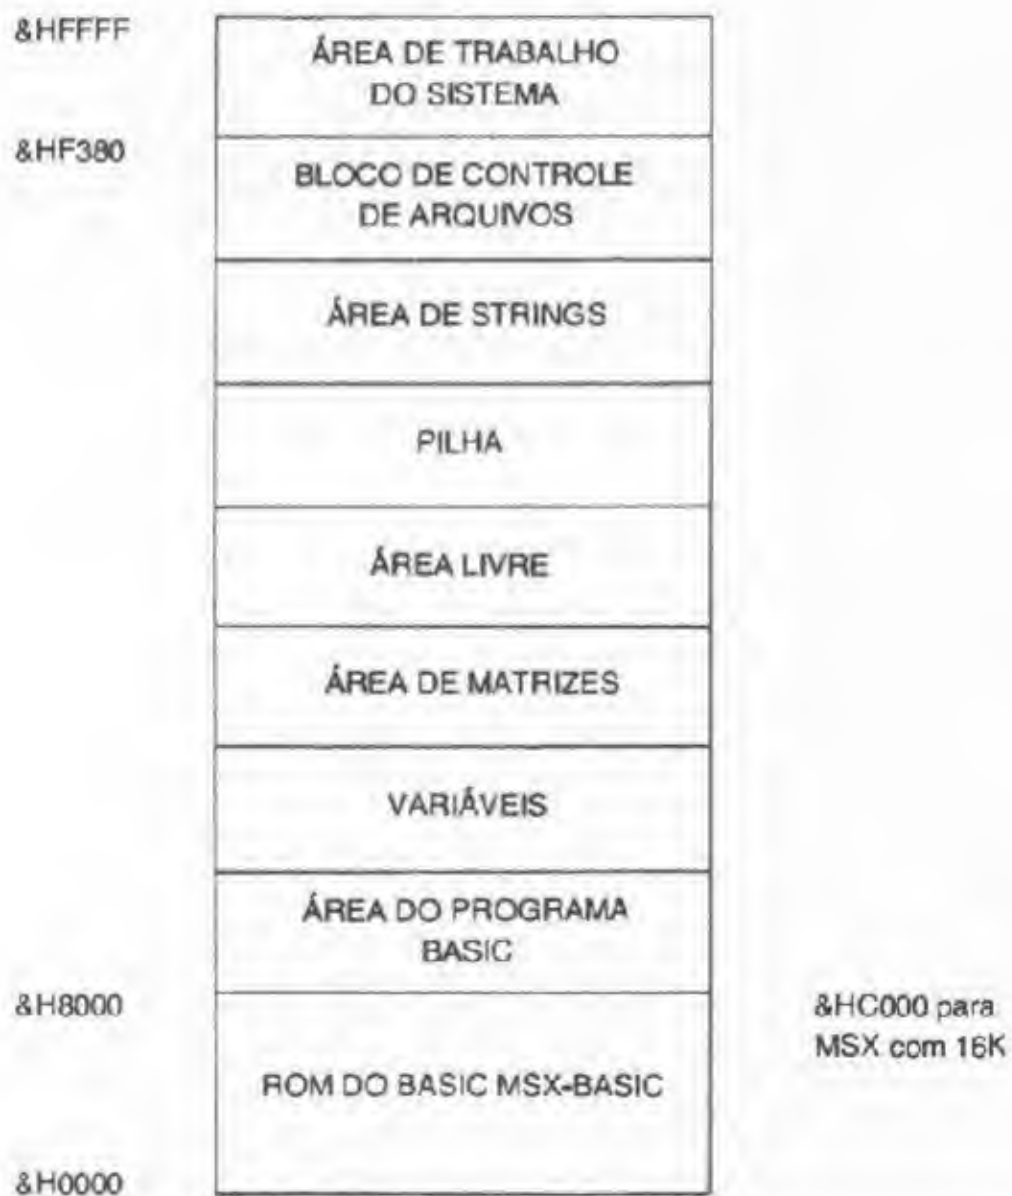 &HFFFF
ÁREA DE TRABALHO
DO SISTEMA
&HF380
BLOCO DE CONTROLE
DE ARQUIVOS
ÁREA DE STRINGS
PILHA
ÁREA LIVRE
ÁREA DE MATRIZES
VARIÁVEIS
ÁREA DO PROGRAMA
BASIC
&H8000
&HC000 para
MSX com 16K
ROM DO BASIC MSX-BASIC
&H0000